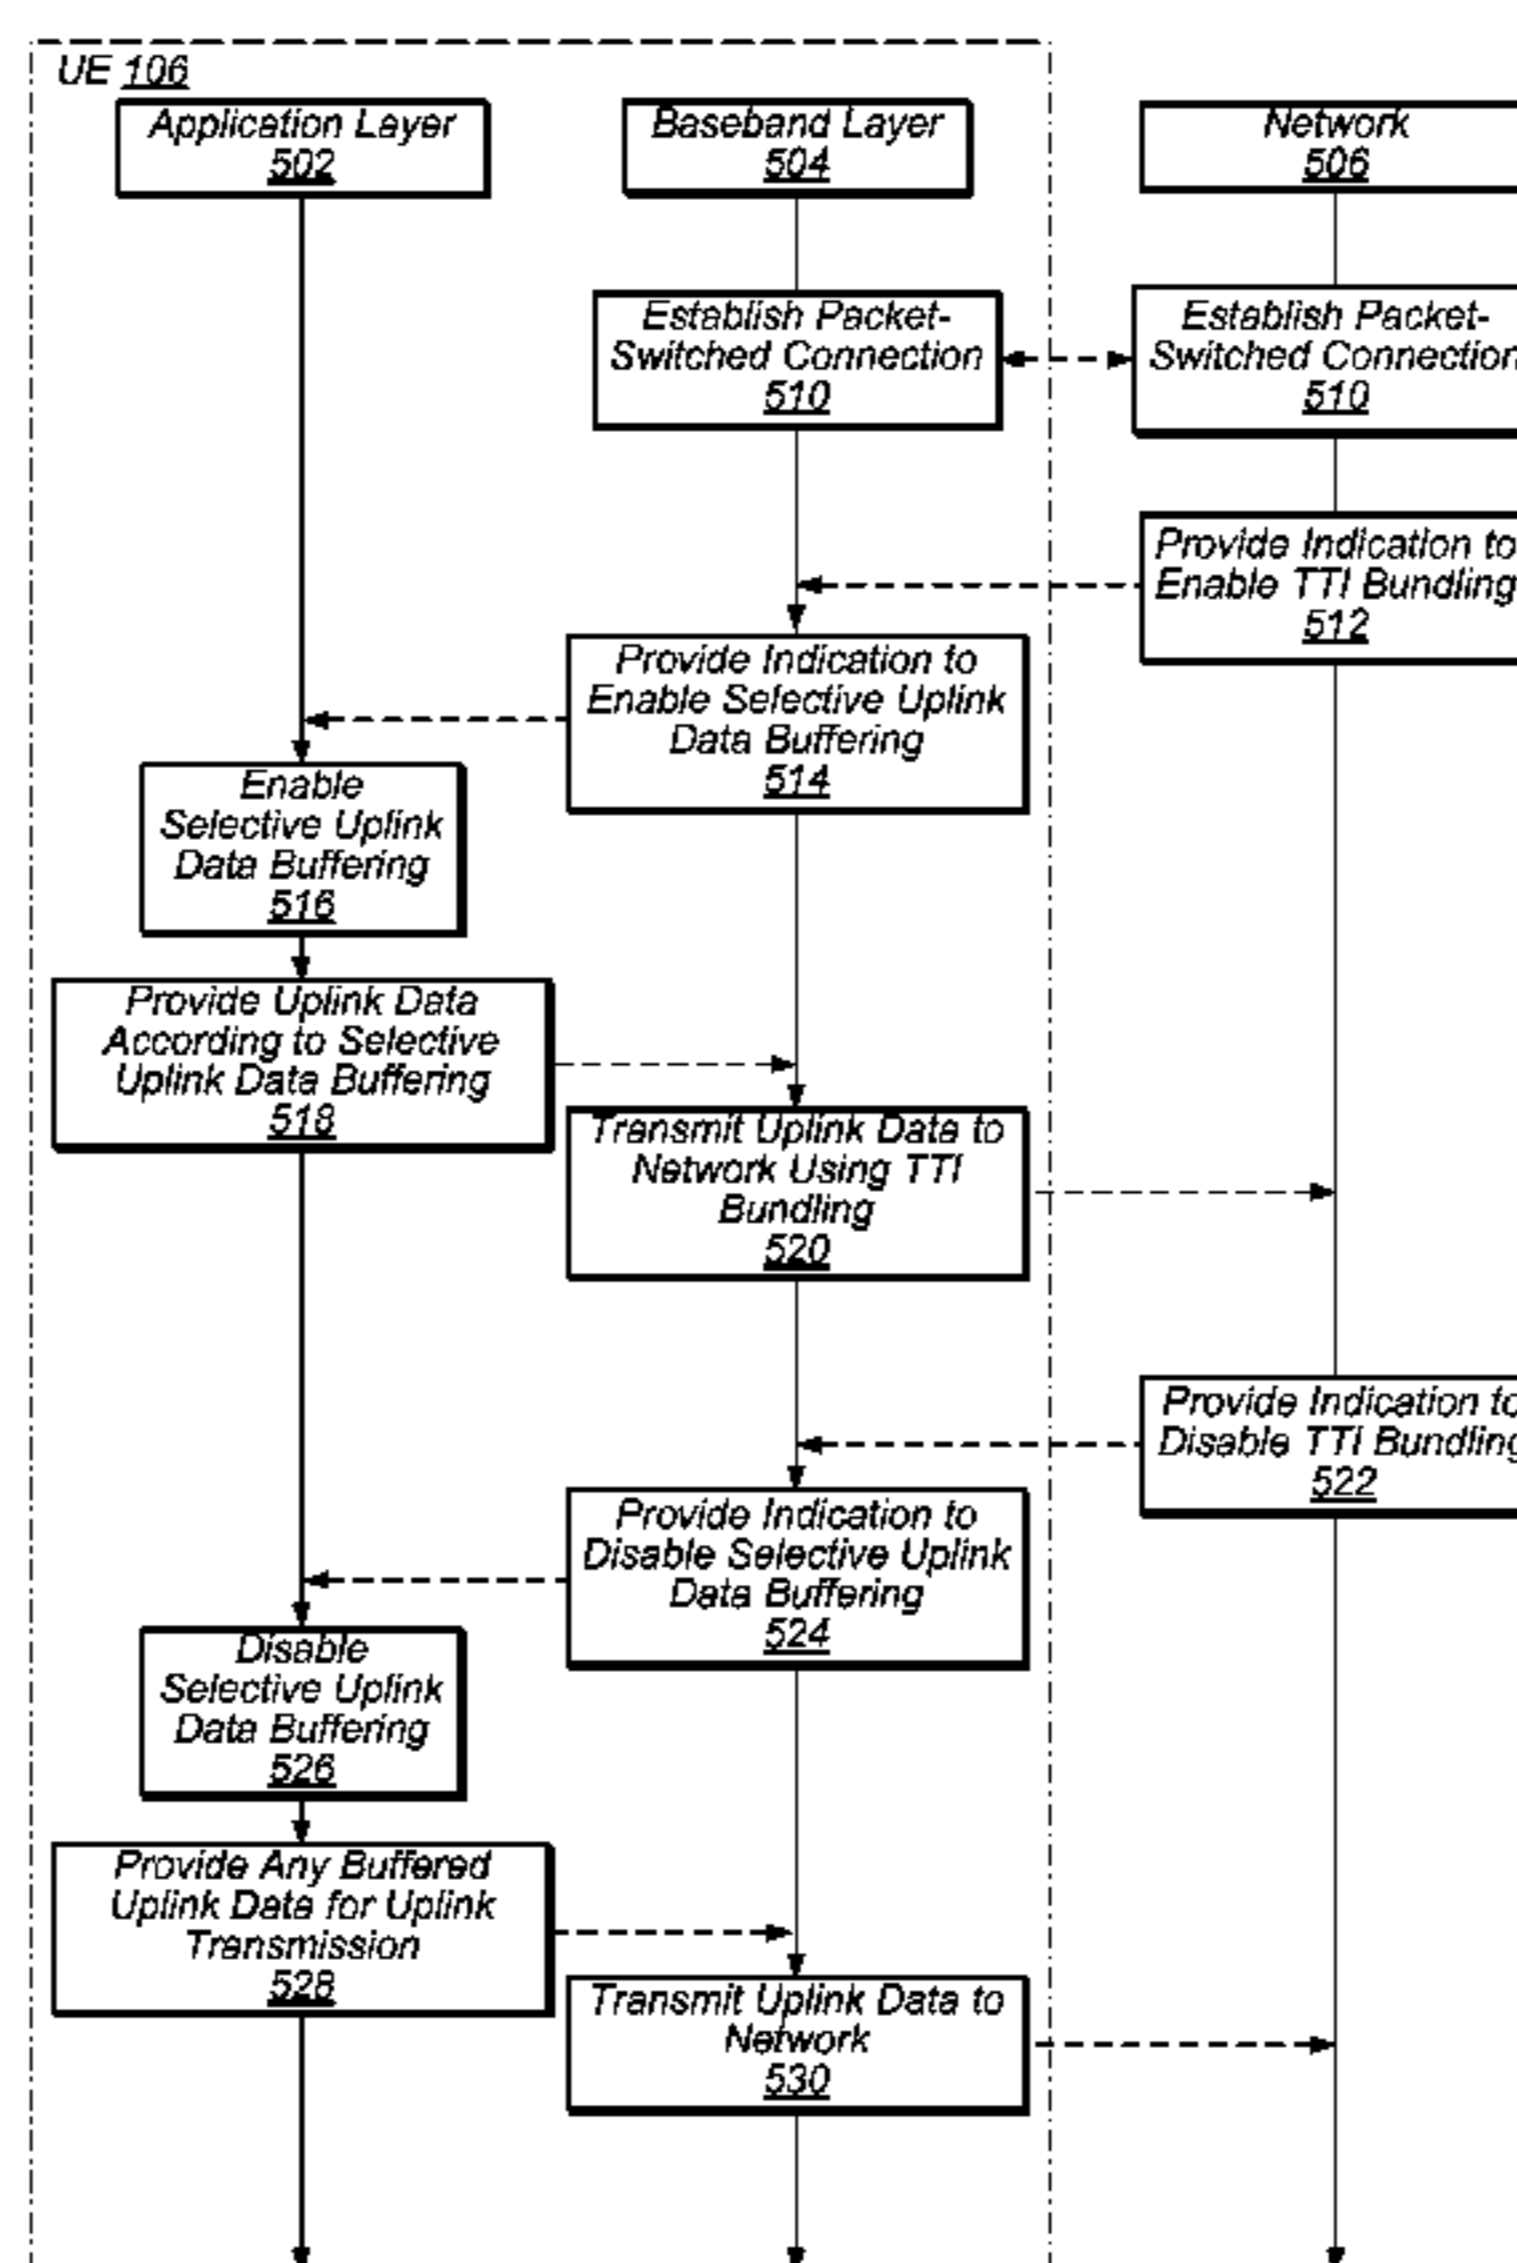 UE 106
Application Layer
502
Baseband Layer
504
Network
506
Establish Packet-
Switched Connection
510
Establish Packet-
Switched Connection
510
Provide Indication to
Enable TTI Bundling
512
Provide Indication to
Enable Selective Uplink
Data Buffering
514
Enable
Selective Uplink
Data Buffering
516
Provide Uplink Data
According to Selective
Uplink Data Buffering
518
Transmit Uplink Data to
Network Using TTI
Bundling
520
Provide Indication to
Disable TTI Bundling
522
Provide Indication to
Disable Selective Uplink
Data Buffering
524
Disable
Selective Uplink
Data Buffering
526
Provide Any Buffered
Uplink Data for Uplink
Transmission
528
Transmit Uplink Data to
Network
530